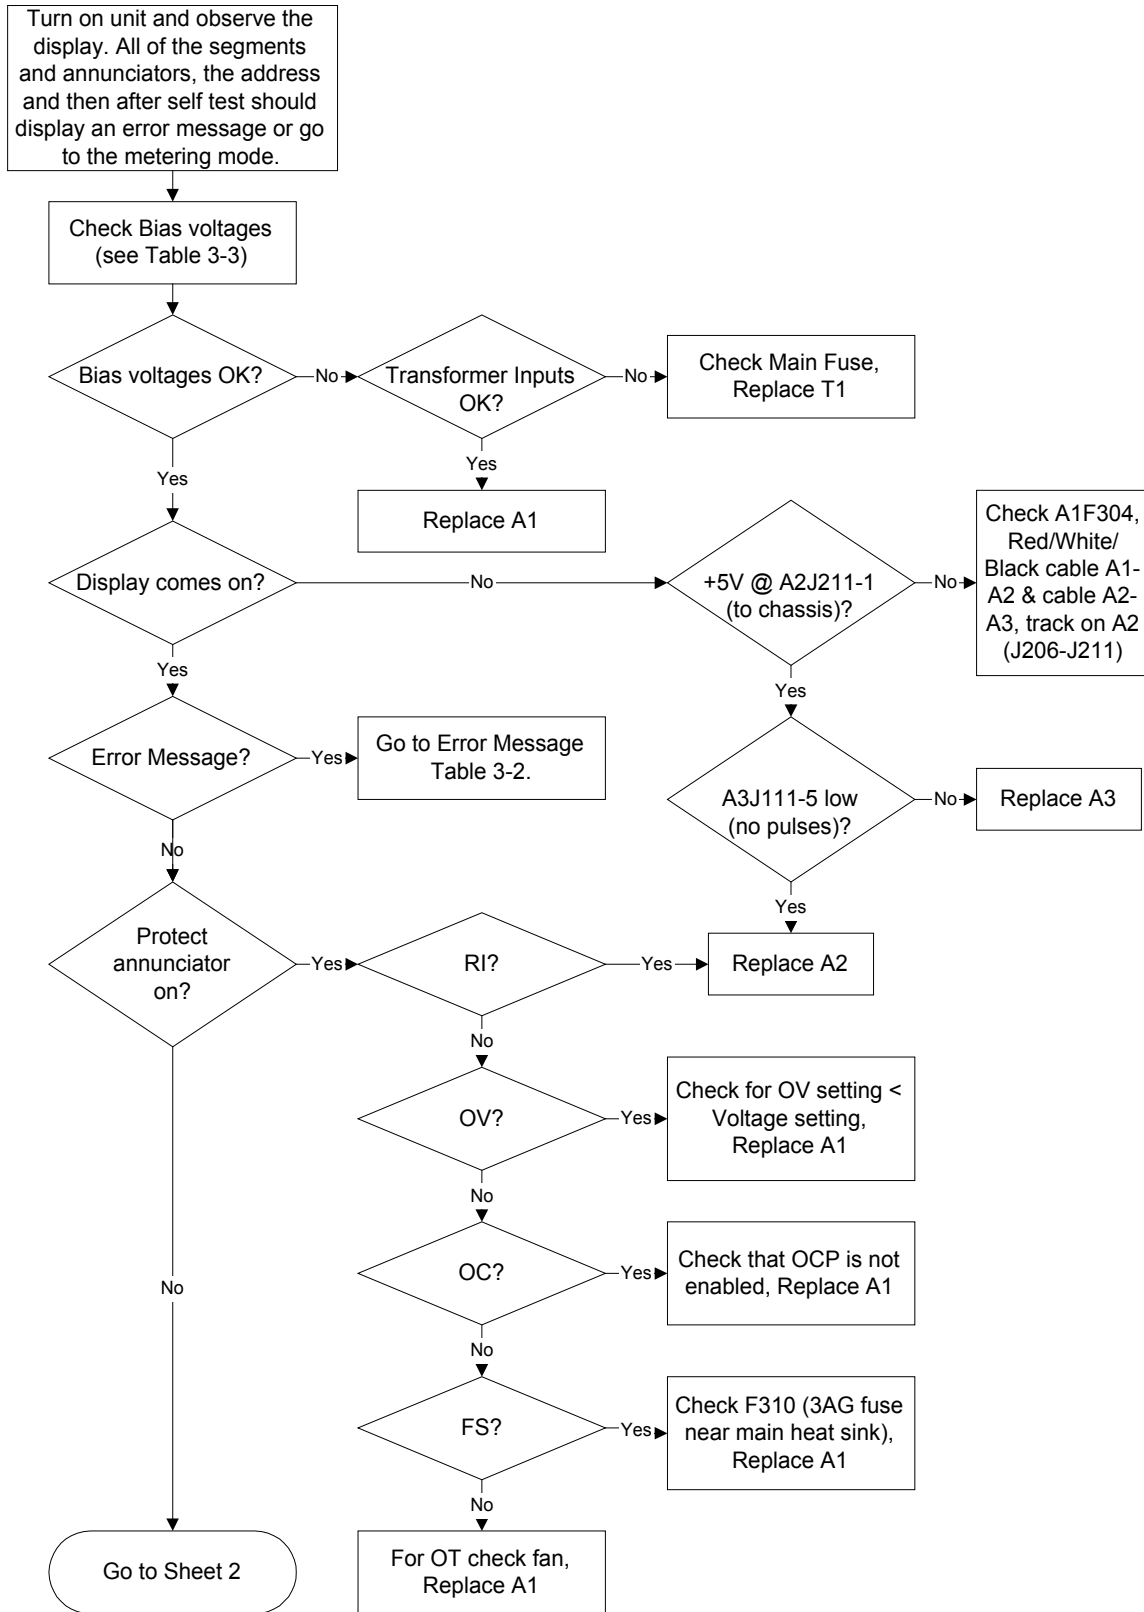 Turn on unit and observe the
display. All of the segments
and annunciators, the address
and then after self test should
display an error message or go
to the metering mode.
Check Bias voltages
(see Table 3-3)
Bias voltages OK?
No
Transformer Inputs
OK?
No
Check Main Fuse,
Replace T1
Yes
Yes
Replace A1
Display comes on?
No
+5V @ A2J211-1
(to chassis)?
No
Check A1F304,
Red/White/
Black cable A1-
A2 & cable A2-
A3, track on A2
(J206-J211)
Yes
Yes
Error Message?
Yes
Go to Error Message
Table 3-2.
A3J111-5 low
(no pulses)?
No
Replace A3
No
Yes
Protect
annunciator
on?
Yes
RI?
Yes
Replace A2
No
OV?
Yes
Check for OV setting <
Voltage setting,
Replace A1
No
OC?
Yes
Check that OCP is not
enabled, Replace A1
No
No
FS?
Yes
Check F310 (3AG fuse
near main heat sink),
Replace A1
No
Go to Sheet 2
For OT check fan,
Replace A1